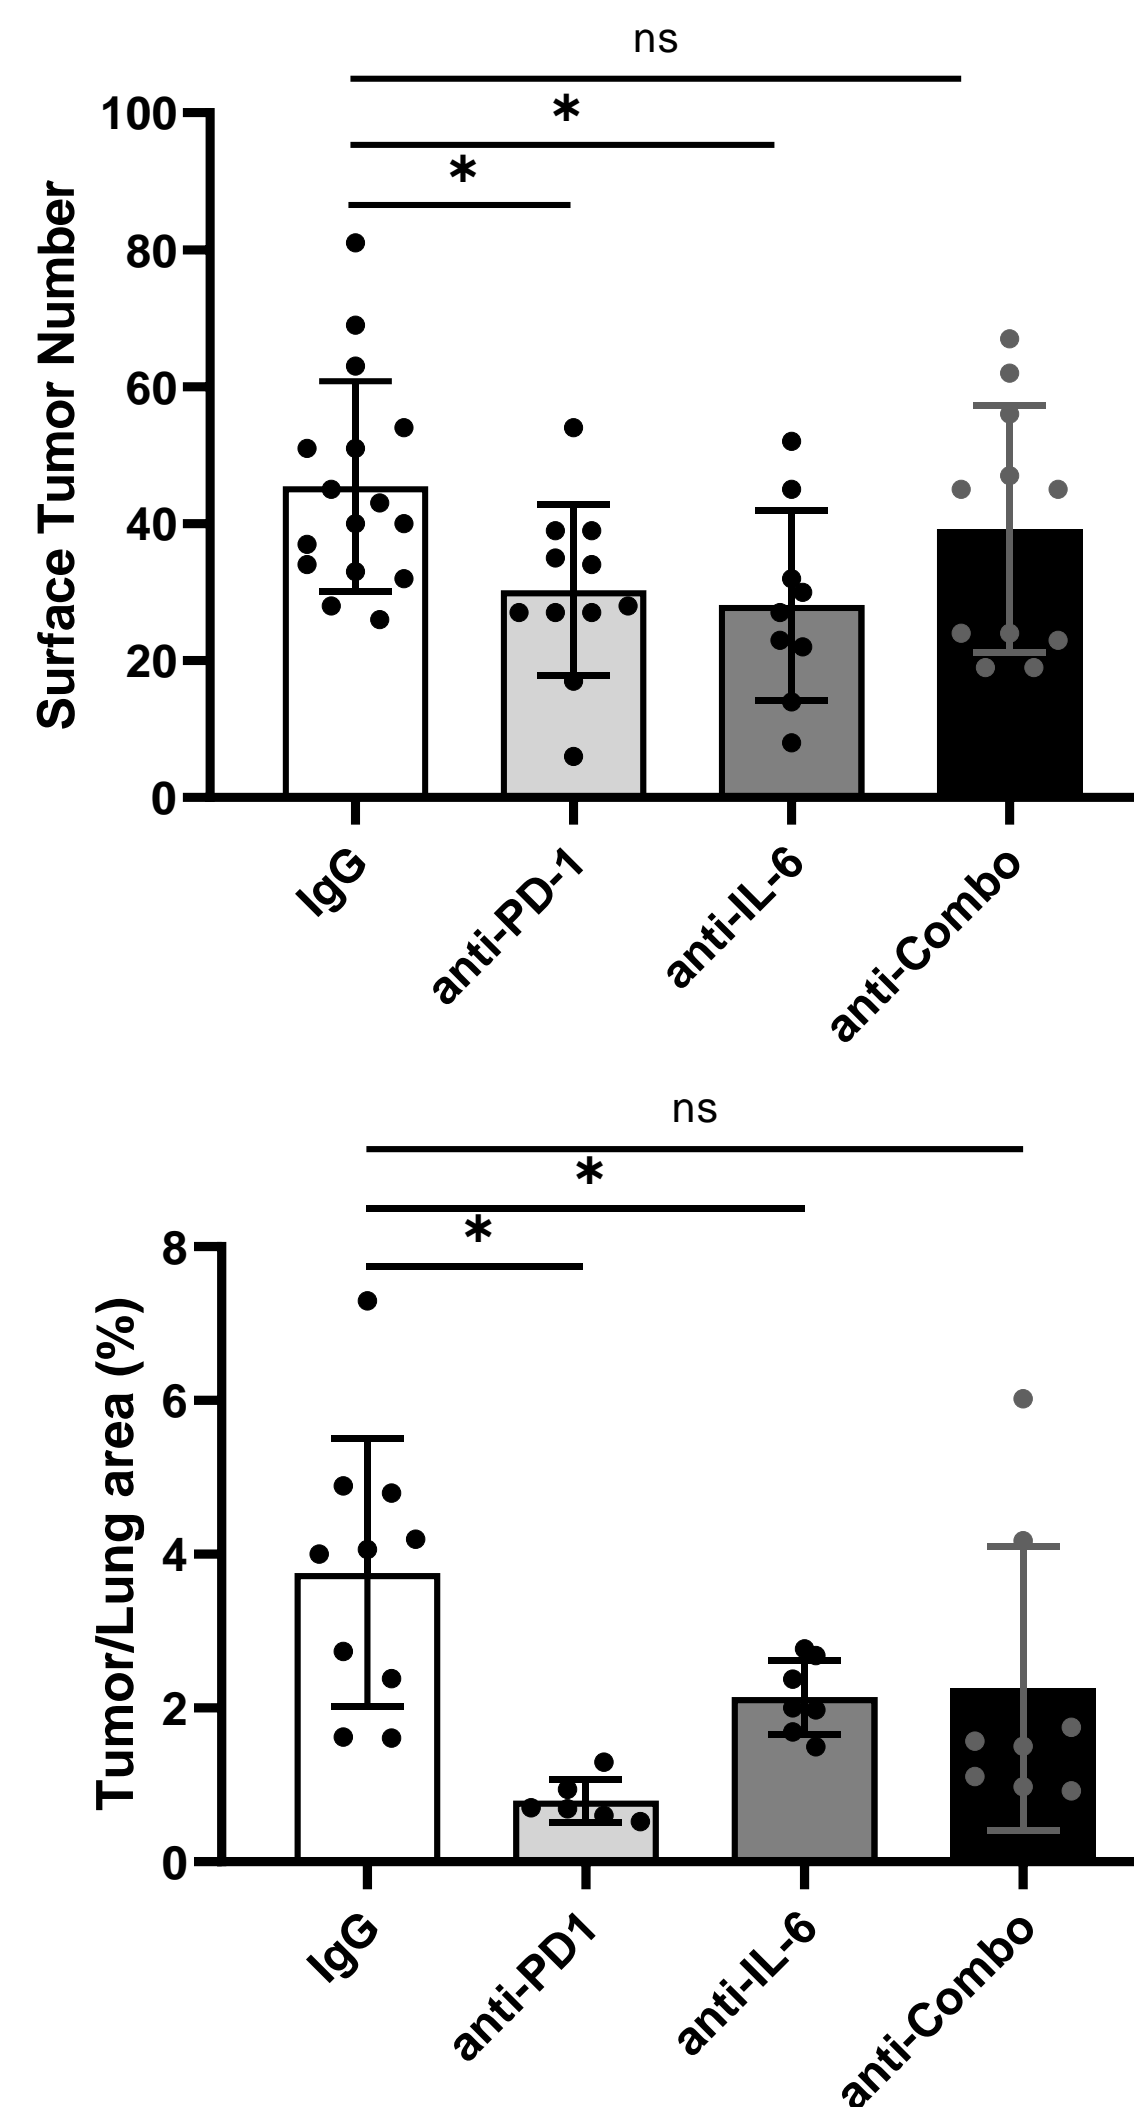 ns
*
*
100
80
60
40
20
0
Surface Tumor Number
IgG
anti-PD-1
anti-IL-6
anti-Combo
ns
*
*
8
6
4
2
0
Tumor/Lung area (%)
IgG
anti-PD1
anti-IL-6
anti-Combo